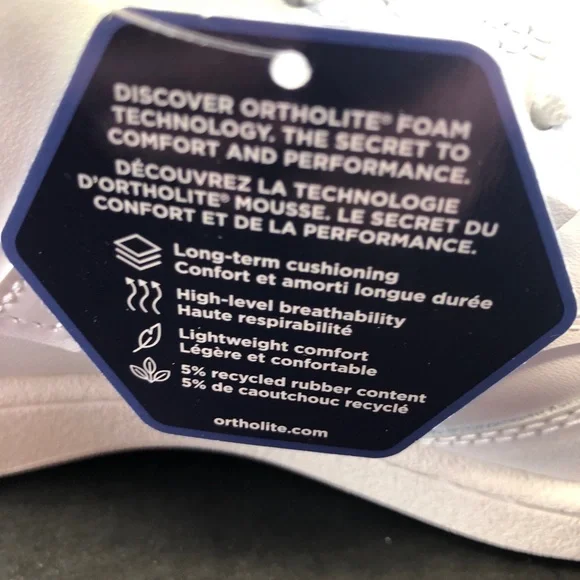 DISCOVER ORTHOLITE® FOAM
TECHNOLOGY. THE SECRET TO
COMFORT AND PERFORMANCE.
DÉCOUVREZ LA TECHNOLOGIE
D'ORTHOLITE® MOUSSE. LE SECRET DU
CONFORT ET DE LA PERFORMANCE.
Long-term cushioning
Confort et amorti longue durée
High-level breathability
Haute respirabilité
Lightweight comfort
Légère et confortable
5% recycled rubber content
5% de caoutchouc recyclé
ortholite.com